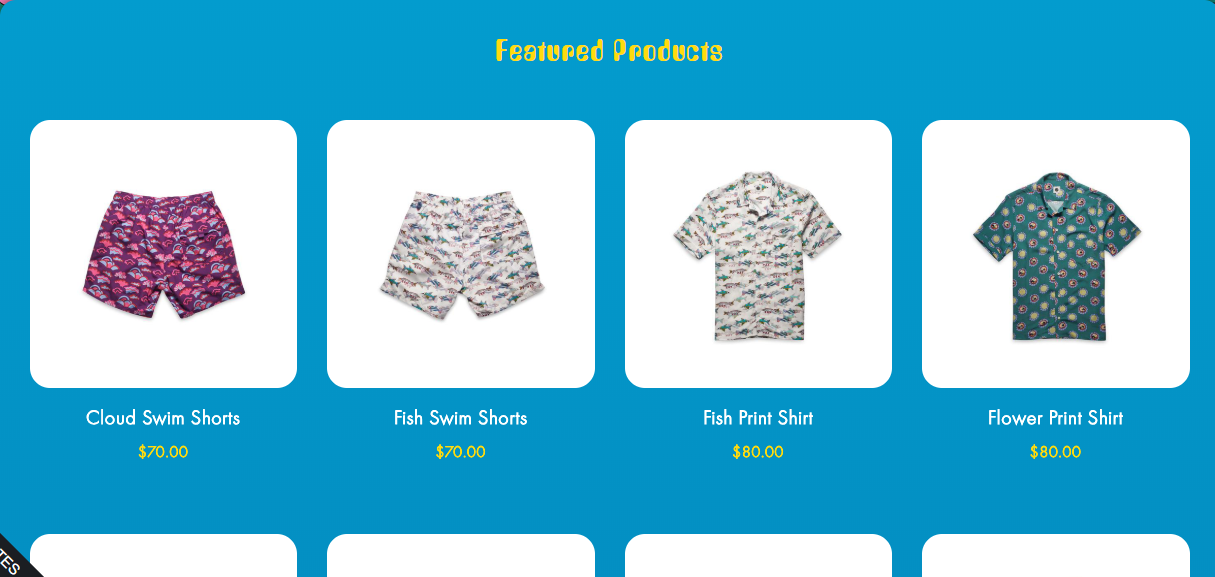 Featured Products
Cloud Swim Shorts
Fish Swim Shorts
Fish Print Shirt
Flower Print Shirt
$70.00
$70.00
$80.00
$80.00